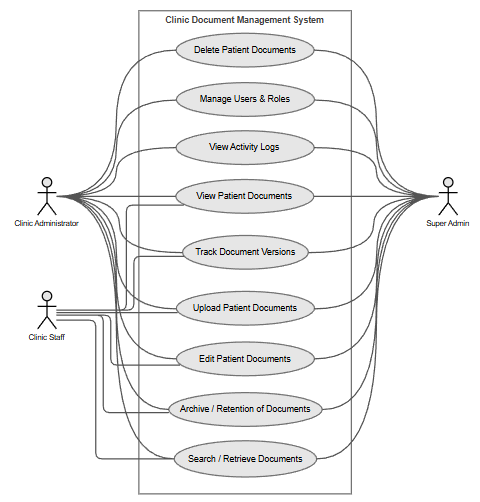 Clinic Document Management System
Delete Patient Documents
Manage Users & Roles
View Activity Logs
View Patient Documents
Clinic Administrator
Super Admin
Track Document Versions
Upload Patient Documents
Clinic Staff
Edit Patient Documents
Archive / Retention of Documents
Search / Retrieve Documents